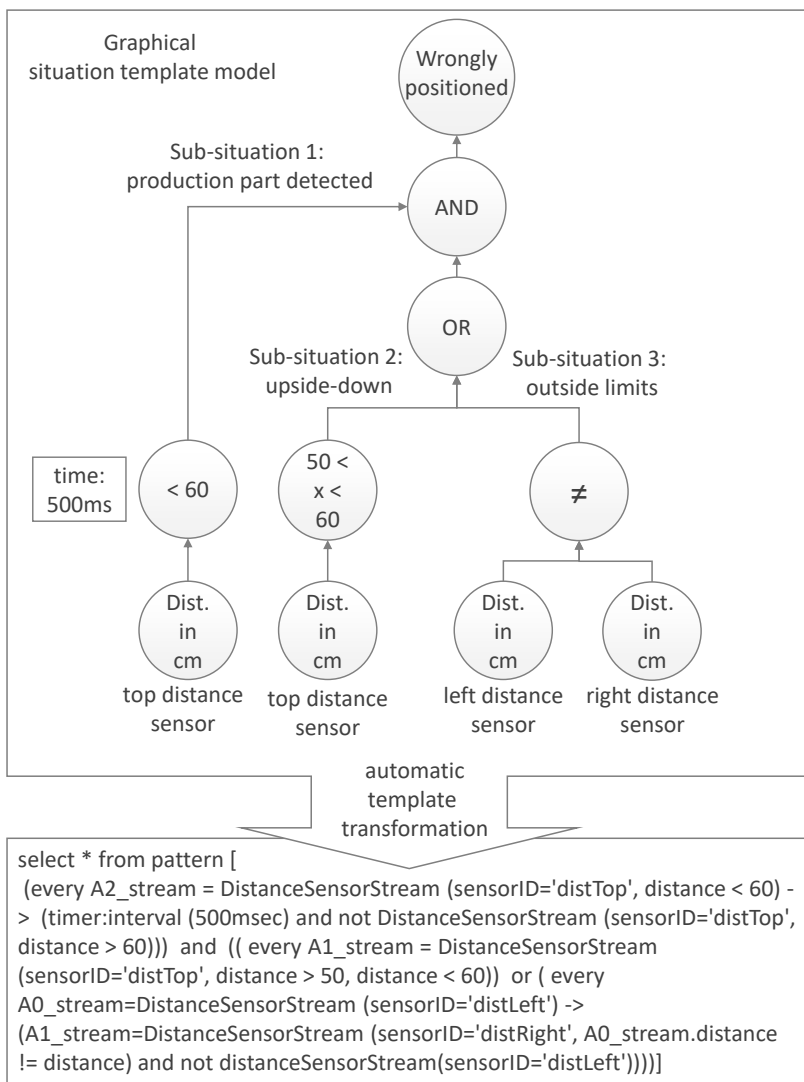 Graphical
situation template model
Wrongly
positioned
Sub-situation 1:
production part detected
AND
OR
Sub-situation 2:
upside-down
Sub-situation 3:
outside limits
time:
500ms
< 60
50 <
x <
60
≠
Dist.
in
cm
top distance
sensor
Dist.
in
cm
top distance
sensor
Dist.
in
cm
left distance
sensor
Dist.
in
cm
right distance
sensor
automatic
template
transformation
select * from pattern [
(every A2_stream = DistanceSensorStream (sensorID='distTop', distance < 60) -
> (timer:interval (500msec) and not DistanceSensorStream (sensorID='distTop',
distance > 60))) and (( every A1_stream = DistanceSensorStream
(sensorID='distTop', distance > 50, distance < 60)) or ( every
A0_stream=DistanceSensorStream (sensorID='distLeft') ->
(A1_stream=DistanceSensorStream (sensorID='distRight', A0_stream.distance
!= distance) and not distanceSensorStream(sensorID='distLeft'))))]